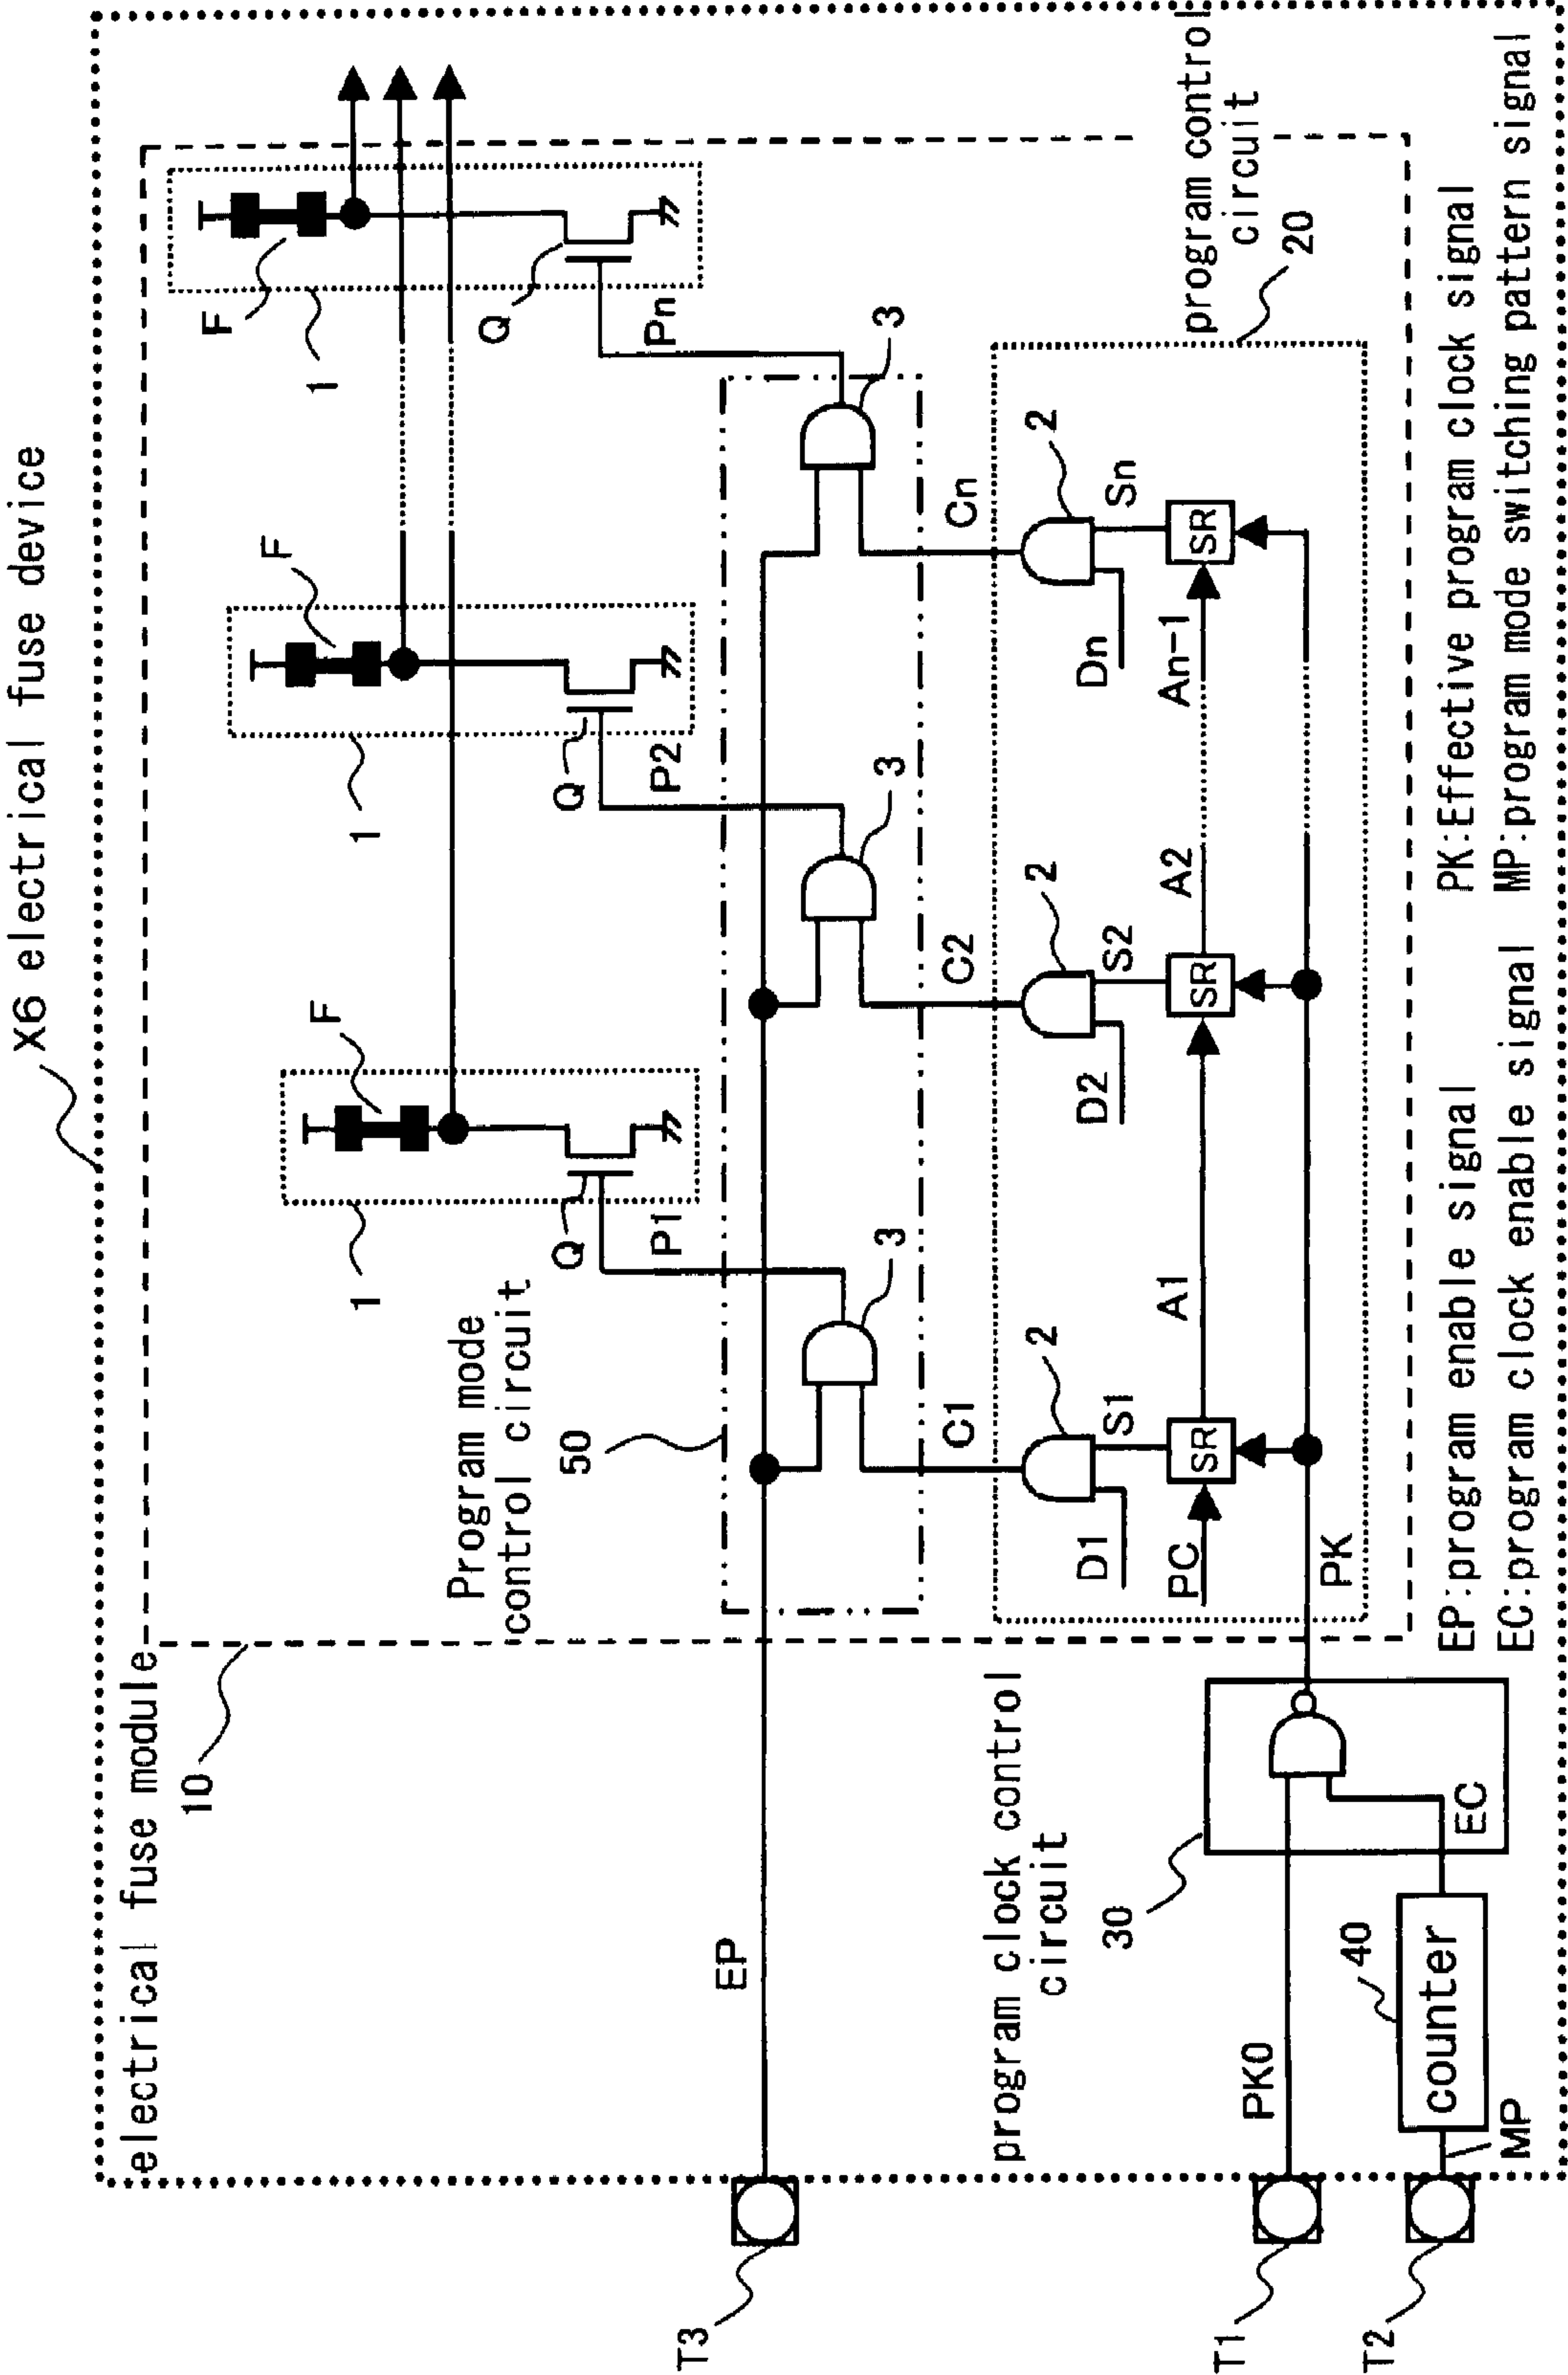 X6 electrical fuse device
electrical fuse module
10
F
F
F
1
1
1
Q
Q
Q
P1
P2
Pn
Program mode
control circuit
50
3
3
3
EP
T3
C1
C2
Cn
program control
circuit
20
2
2
2
D1
S1
D2
S2
Dn
Sn
PC
SR
A1
SR
A2
An-1
SR
PK
program clock control
circuit
30
PK0
T1
EC
40
counter
MP
T2
EP:program enable signal
PK:Effective program clock signal
EC:program clock enable signal
MP:program mode switching pattern signal